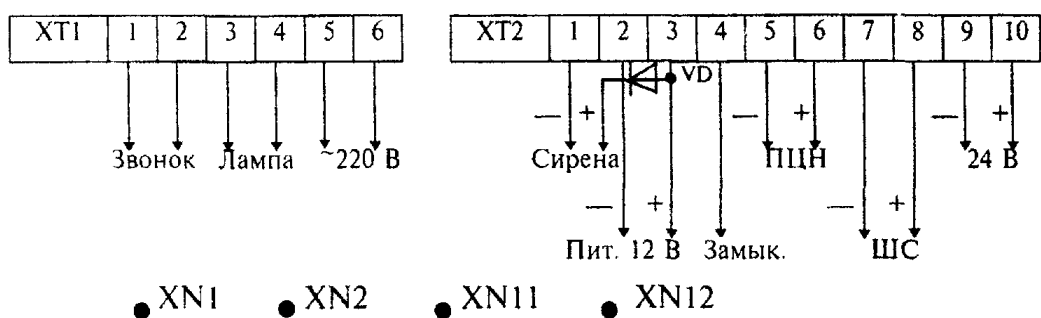 XT1 1 2 3 4 5 6 XT2 1 2 3 4 5 6 7 8 9 10
VD
— + — + — +
Звонок Лампа ~220 В Сирена ПЦН 24 В
— + — +
Пит. 12 В Замык. ШС
XN1 XN2 XN11 XN12